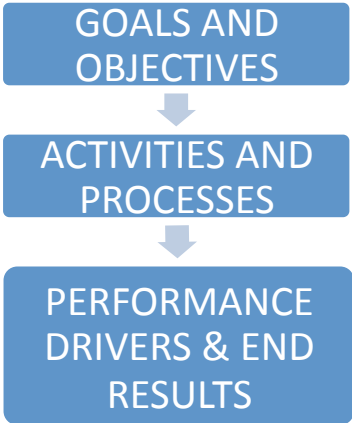 GOALS AND
OBJECTIVES
ACTIVITIES AND
PROCESSES
PERFORMANCE
DRIVERS & END
RESULTS